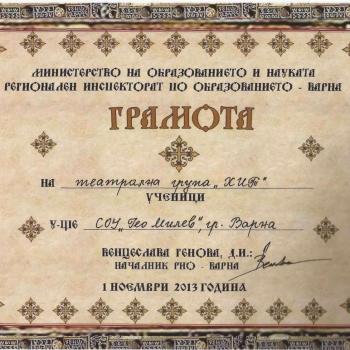 МИНИСТЕРСТВО НА ОБРАЗОВАНИЕТО И НАУКАТА
РЕГИОНАЛЕН ИНСПЕКТОРАТ ПО ОБРАЗОВАНИЕТО - ВАРНА
ГРАМОТА
НА театрална група „ХИТ"
УЧЕНИЦИ
У-ЩЕ СОУ „Гео Милев", гр. Варна
ВЕНЦЕСЛАВА ГЕНОВА, Д.И.:
НАЧАЛНИК РИО - ВАРНА
1 НОЕМВРИ 2013 ГОДИНА